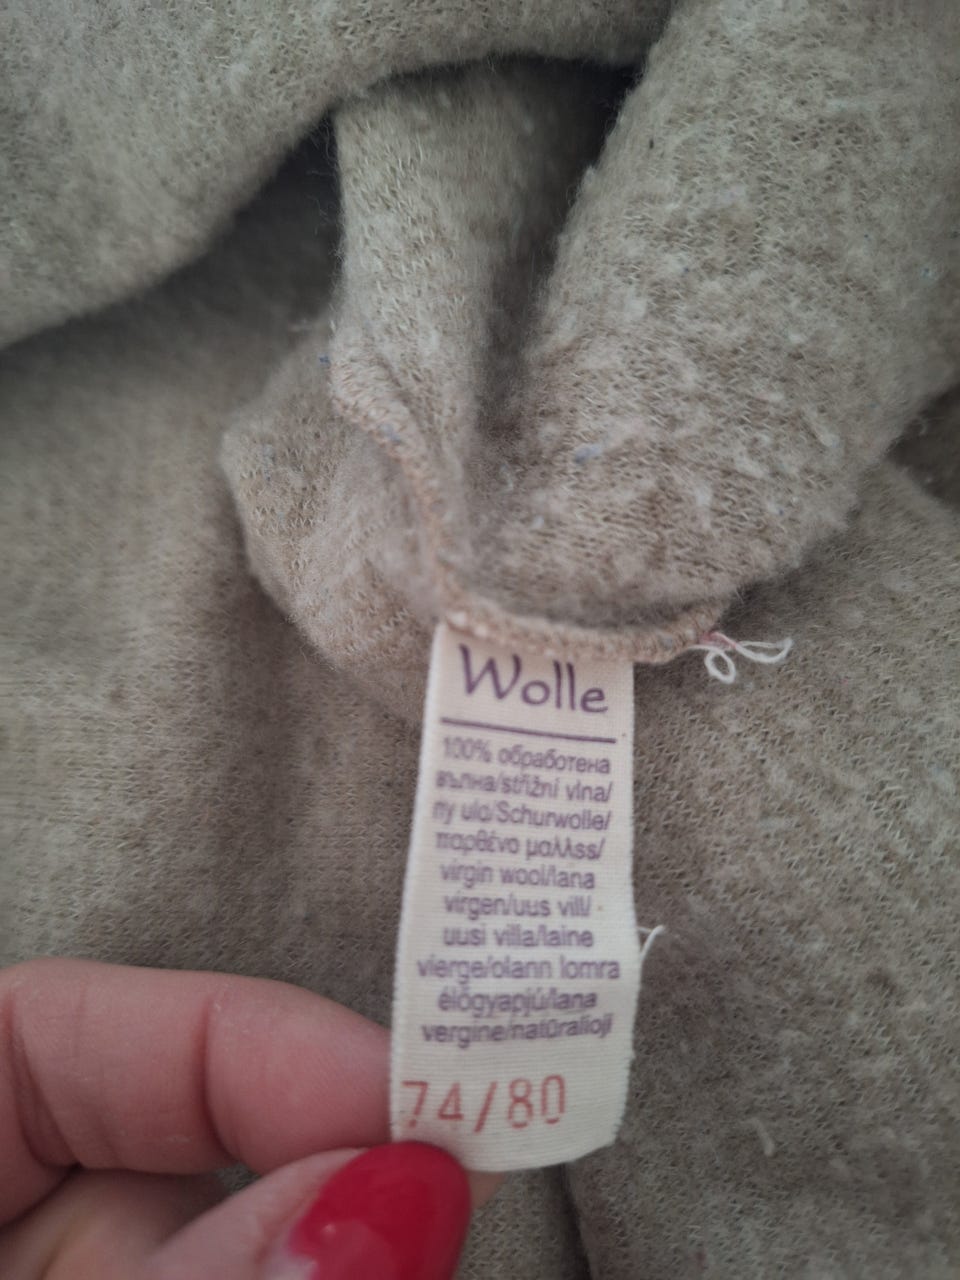 Wolle
100% обработена
вълна/střižní vlna/
ny uld/Schurwolle/
παρθένο μαλλss/
virgin wool/lana
virgen/uus vill/
uusi villa/laine
vierge/olann lomra
élőgyapjú/lana
vergine/natūralioji
74/80